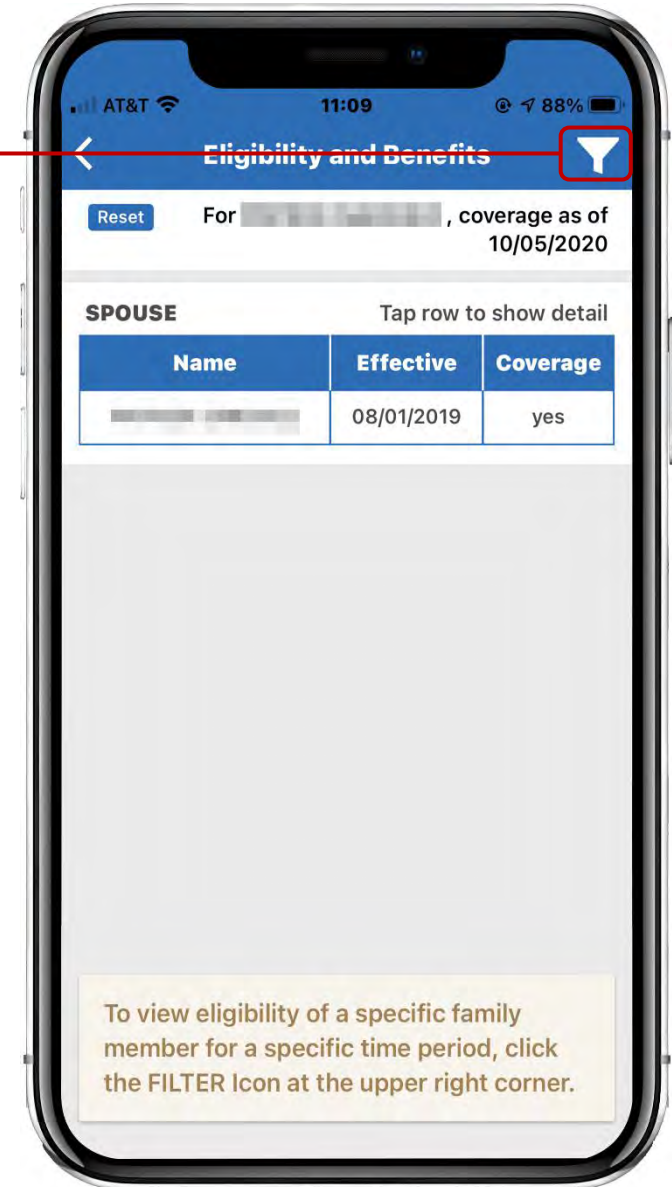 AT&T 11:09 88%
Eligibility and Benefits
Reset For , coverage as of
10/05/2020
SPOUSE Tap row to show detail
Name Effective Coverage
08/01/2019 yes
To view eligibility of a specific family
member for a specific time period, click
the FILTER Icon at the upper right corner.